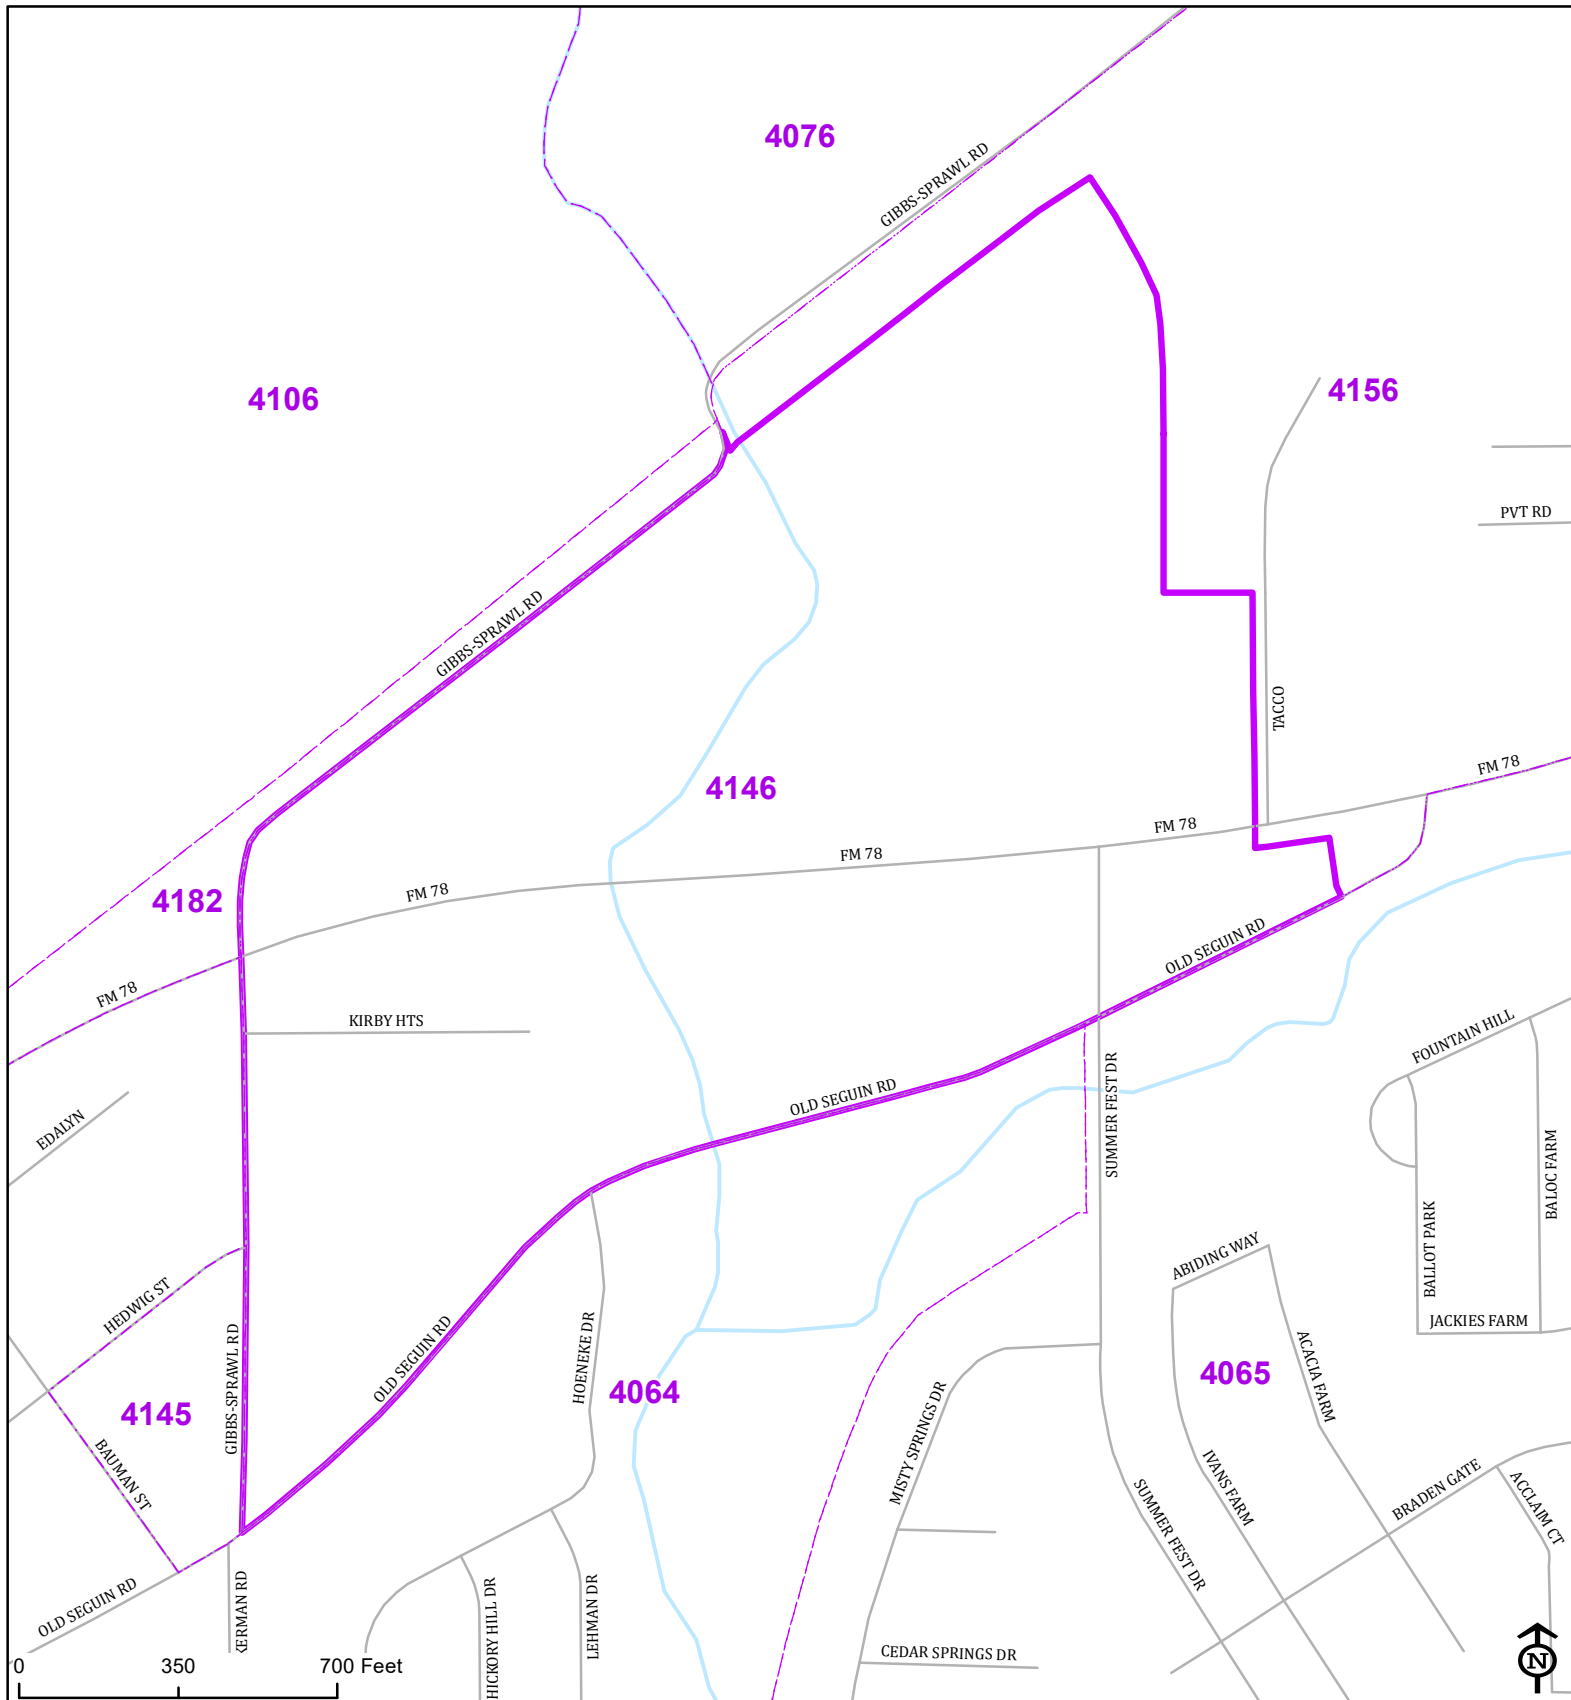 4076
GIBBS-SPRAWL RD
4106
4156
PVT RD
GIBBS-SPRAWL RD
TACCO
4146
FM 78
FM 78
FM 78
FM 78
4182
FM 78
OLD SEGUIN RD
KIRBY HTS
FOUNTAIN HILL
EDALYN
OLD SEGUIN RD
SUMMER FEST DR
BALOC FARM
BALLOT PARK
ABIDING WAY
HEDWIG ST
JACKIES FARM
GIBBS-SPRAWL RD
OLD SEGUIN RD
HOENEKE DR
4064
4065
ACACIA FARM
4145
MISTY SPRINGS DR
BAUMAN ST
IVANS FARM
BRADEN GATE
ACCLAIM CT
SUMMER FEST DR
OLD SEGUIN RD
HICKORY HILL DR
LEHMAN DR
CEDAR SPRINGS DR
0 350 700 Feet
N